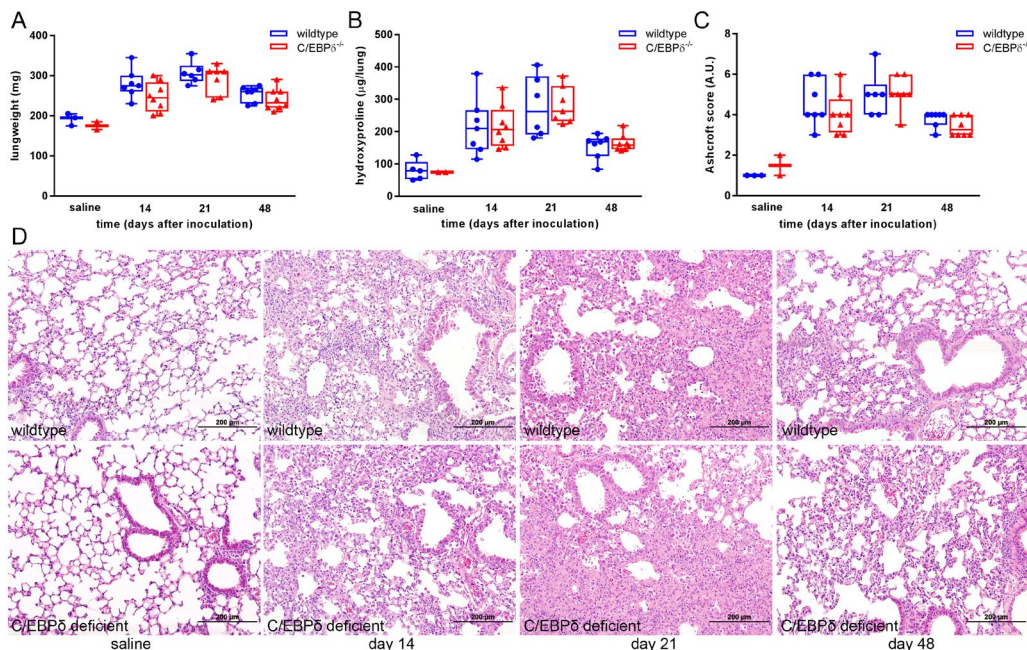 A
wildtype
C/EBPδ-/-
lungweight (mg)
400
300
200
100
0
saline 14 21 48
time (days after inoculation)
B
wildtype
C/EBPδ-/-
hydroxyproline (μg/lung)
500
400
300
200
100
0
saline 14 21 48
time (days after inoculation)
C
wildtype
C/EBPδ-/-
Ashcroft score (A.U.)
8
6
4
2
0
saline 14 21 48
time (days after inoculation)
D
wildtype 200 μm
wildtype 200 μm
wildtype 200 μm
wildtype 200 μm
C/EBPδ deficient 200 μm
C/EBPδ deficient 200 μm
C/EBPδ deficient 200 μm
C/EBPδ deficient 200 μm
saline day 14 day 21 day 48